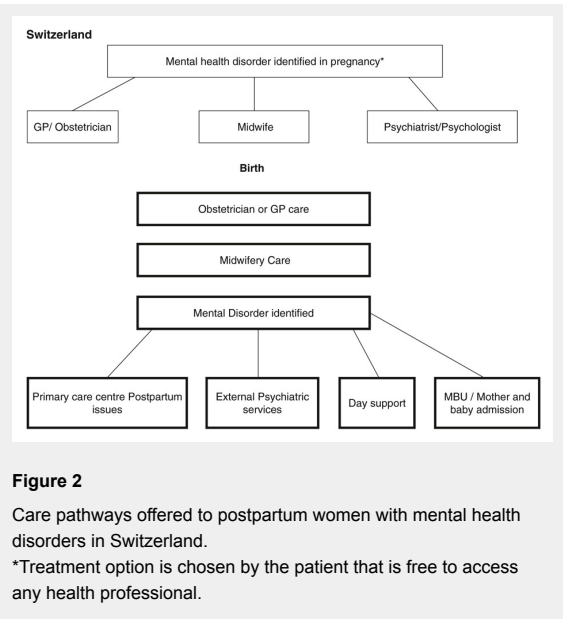 Switzerland
Mental health disorder identified in pregnancy*
GP/ Obstetrician
Midwife
Psychiatrist/Psychologist
Birth
Obstetrician or GP care
Midwifery Care
Mental Disorder identified
Primary care centre Postpartum
issues
External Psychiatric
services
Day support
MBU / Mother and
baby admission
Figure 2
Care pathways offered to postpartum women with mental health
disorders in Switzerland.
*Treatment option is chosen by the patient that is free to access
any health professional.